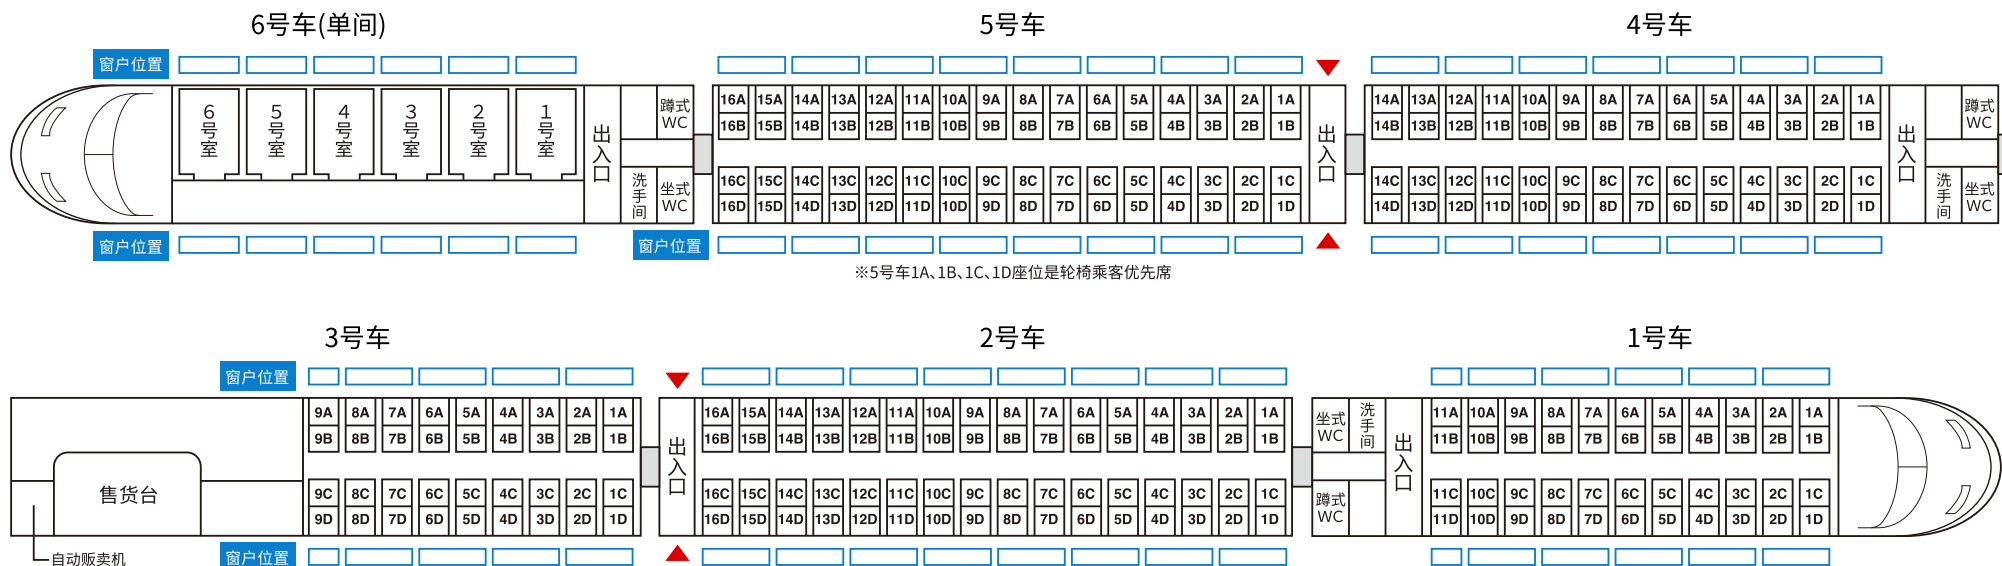 6号车(单间) 5号车 4号车
窗户位置
6号室 5号室 4号室 3号室 2号室 1号室 出入口 蹲式WC
洗手间 坐式WC
16A 15A 14A 13A 12A 11A 10A 9A 8A 7A 6A 5A 4A 3A 2A 1A
16B 15B 14B 13B 12B 11B 10B 9B 8B 7B 6B 5B 4B 3B 2B 1B
出入口
16C 15C 14C 13C 12C 11C 10C 9C 8C 7C 6C 5C 4C 3C 2C 1C
16D 15D 14D 13D 12D 11D 10D 9D 8D 7D 6D 5D 4D 3D 2D 1D
14A 13A 12A 11A 10A 9A 8A 7A 6A 5A 4A 3A 2A 1A
14B 13B 12B 11B 10B 9B 8B 7B 6B 5B 4B 3B 2B 1B
14C 13C 12C 11C 10C 9C 8C 7C 6C 5C 4C 3C 2C 1C
14D 13D 12D 11D 10D 9D 8D 7D 6D 5D 4D 3D 2D 1D
出入口 蹲式WC
洗手间 坐式WC
窗户位置 窗户位置
※5号车1A、1B、1C、1D座位是轮椅乘客优先席
3号车 2号车 1号车
窗户位置
9A 8A 7A 6A 5A 4A 3A 2A 1A
9B 8B 7B 6B 5B 4B 3B 2B 1B
售货台
9C 8C 7C 6C 5C 4C 3C 2C 1C
9D 8D 7D 6D 5D 4D 3D 2D 1D
自动贩卖机
窗户位置
出入口
16A 15A 14A 13A 12A 11A 10A 9A 8A 7A 6A 5A 4A 3A 2A 1A
16B 15B 14B 13B 12B 11B 10B 9B 8B 7B 6B 5B 4B 3B 2B 1B
16C 15C 14C 13C 12C 11C 10C 9C 8C 7C 6C 5C 4C 3C 2C 1C
16D 15D 14D 13D 12D 11D 10D 9D 8D 7D 6D 5D 4D 3D 2D 1D
坐式WC 洗手间
蹲式WC
出入口
11A 10A 9A 8A 7A 6A 5A 4A 3A 2A 1A
11B 10B 9B 8B 7B 6B 5B 4B 3B 2B 1B
11C 10C 9C 8C 7C 6C 5C 4C 3C 2C 1C
11D 10D 9D 8D 7D 6D 5D 4D 3D 2D 1D